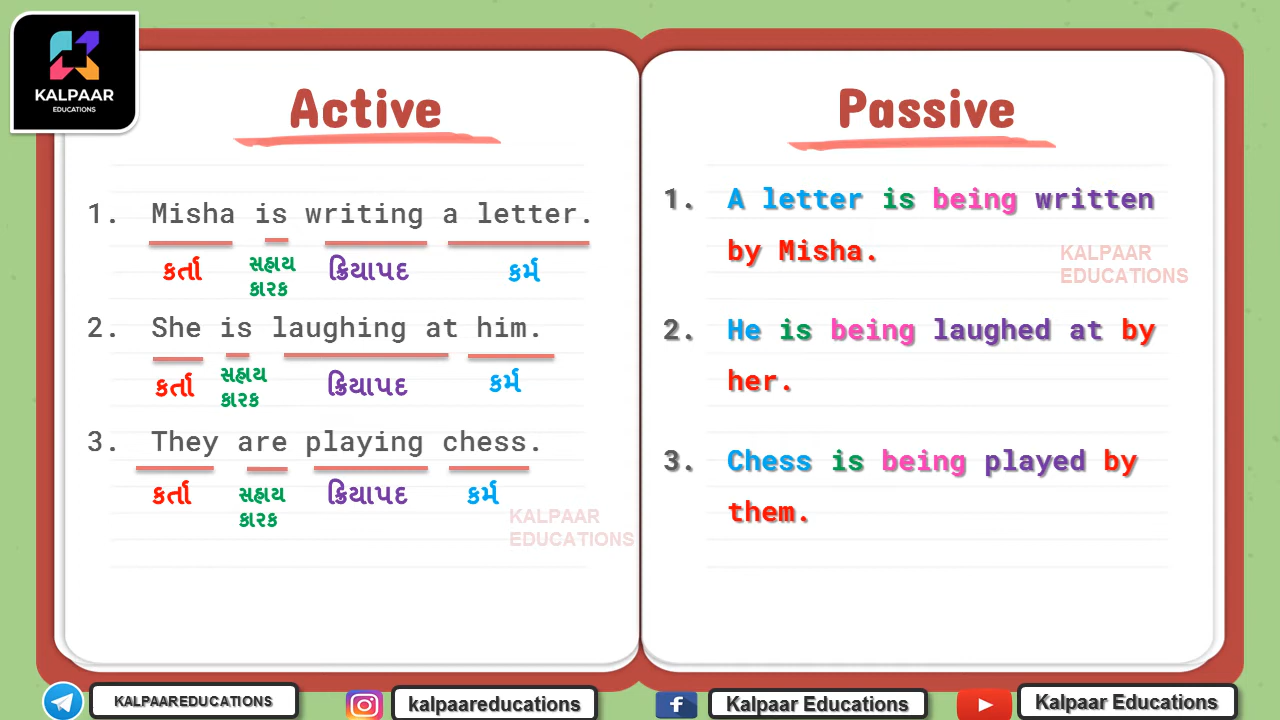 KALPAAR
EDUCATIONS
Active
1. Misha is writing a letter.
કર્તા સહાય ક્રિયાપદ કર્મ
કારક
2. She is laughing at him.
કર્તા સહાય ક્રિયાપદ કર્મ
કારક
3. They are playing chess.
કર્તા સહાય ક્રિયાપદ કર્મ
કારક
KALPAAR
EDUCATIONS
Passive
1. A letter is being written
by Misha.
KALPAAR
EDUCATIONS
2. He is being laughed at by
her.
3. Chess is being played by
them.
KALPAAREDUCATIONS
kalpaareducations
Kalpaar Educations
Kalpaar Educations